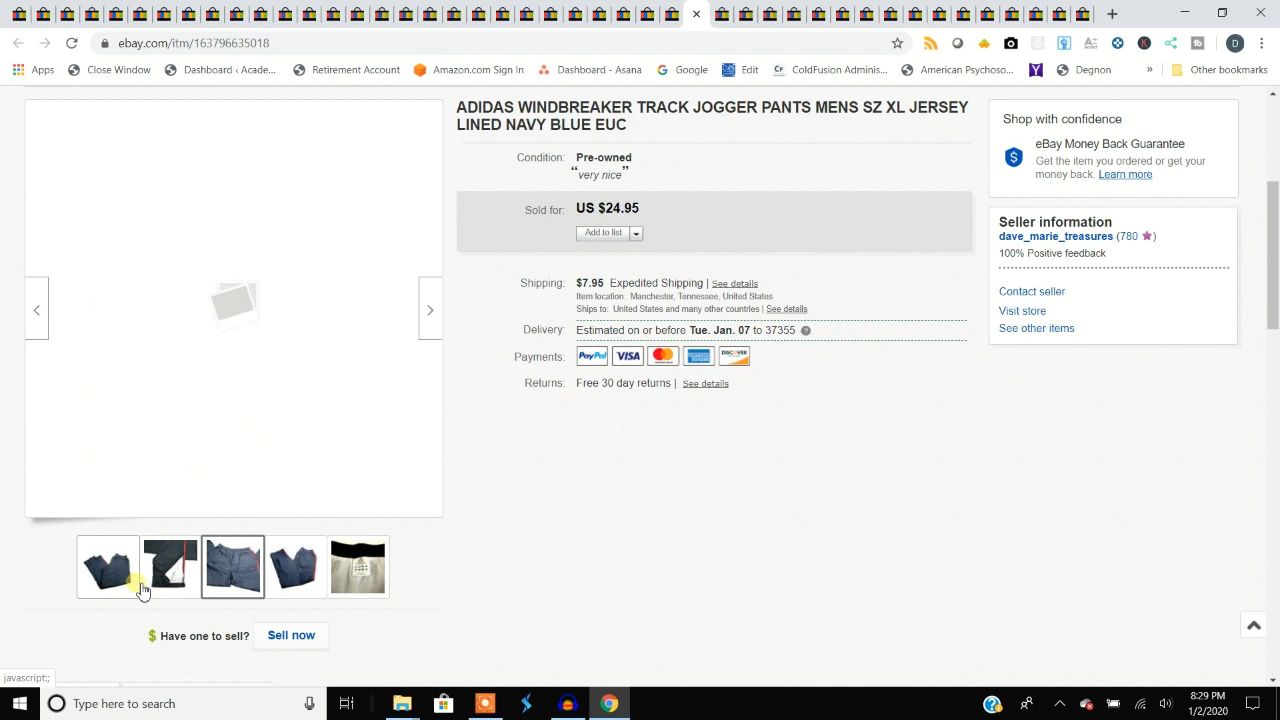 ebay.com/itm/163796635018
Apps Close Window Dashboard ‹ Acade... Retirement Account Amazon.com Sign In Dashboard - Asana Google Edit ColdFusion Adminis... American Psychoso... Degnon » Other bookmarks
ADIDAS WINDBREAKER TRACK JOGGER PANTS MENS SZ XL JERSEY
LINED NAVY BLUE EUC
Condition: Pre-owned
“very nice”
Sold for: US $24.95
Add to list
Shipping: $7.95 Expedited Shipping | See details
Item location: Manchester, Tennessee, United States
Ships to: United States and many other countries | See details
Delivery: Estimated on or before Tue. Jan. 07 to 37355
Payments: PayPal VISA MasterCard AMERICAN EXPRESS DISCOVER
Returns: Free 30 day returns | See details
Shop with confidence
eBay Money Back Guarantee
Get the item you ordered or get your
money back. Learn more
Seller information
dave_marie_treasures (780)
100% Positive feedback
Contact seller
Visit store
See other items
$ Have one to sell? Sell now
javascript:;
Type here to search
8:29 PM
1/2/2020